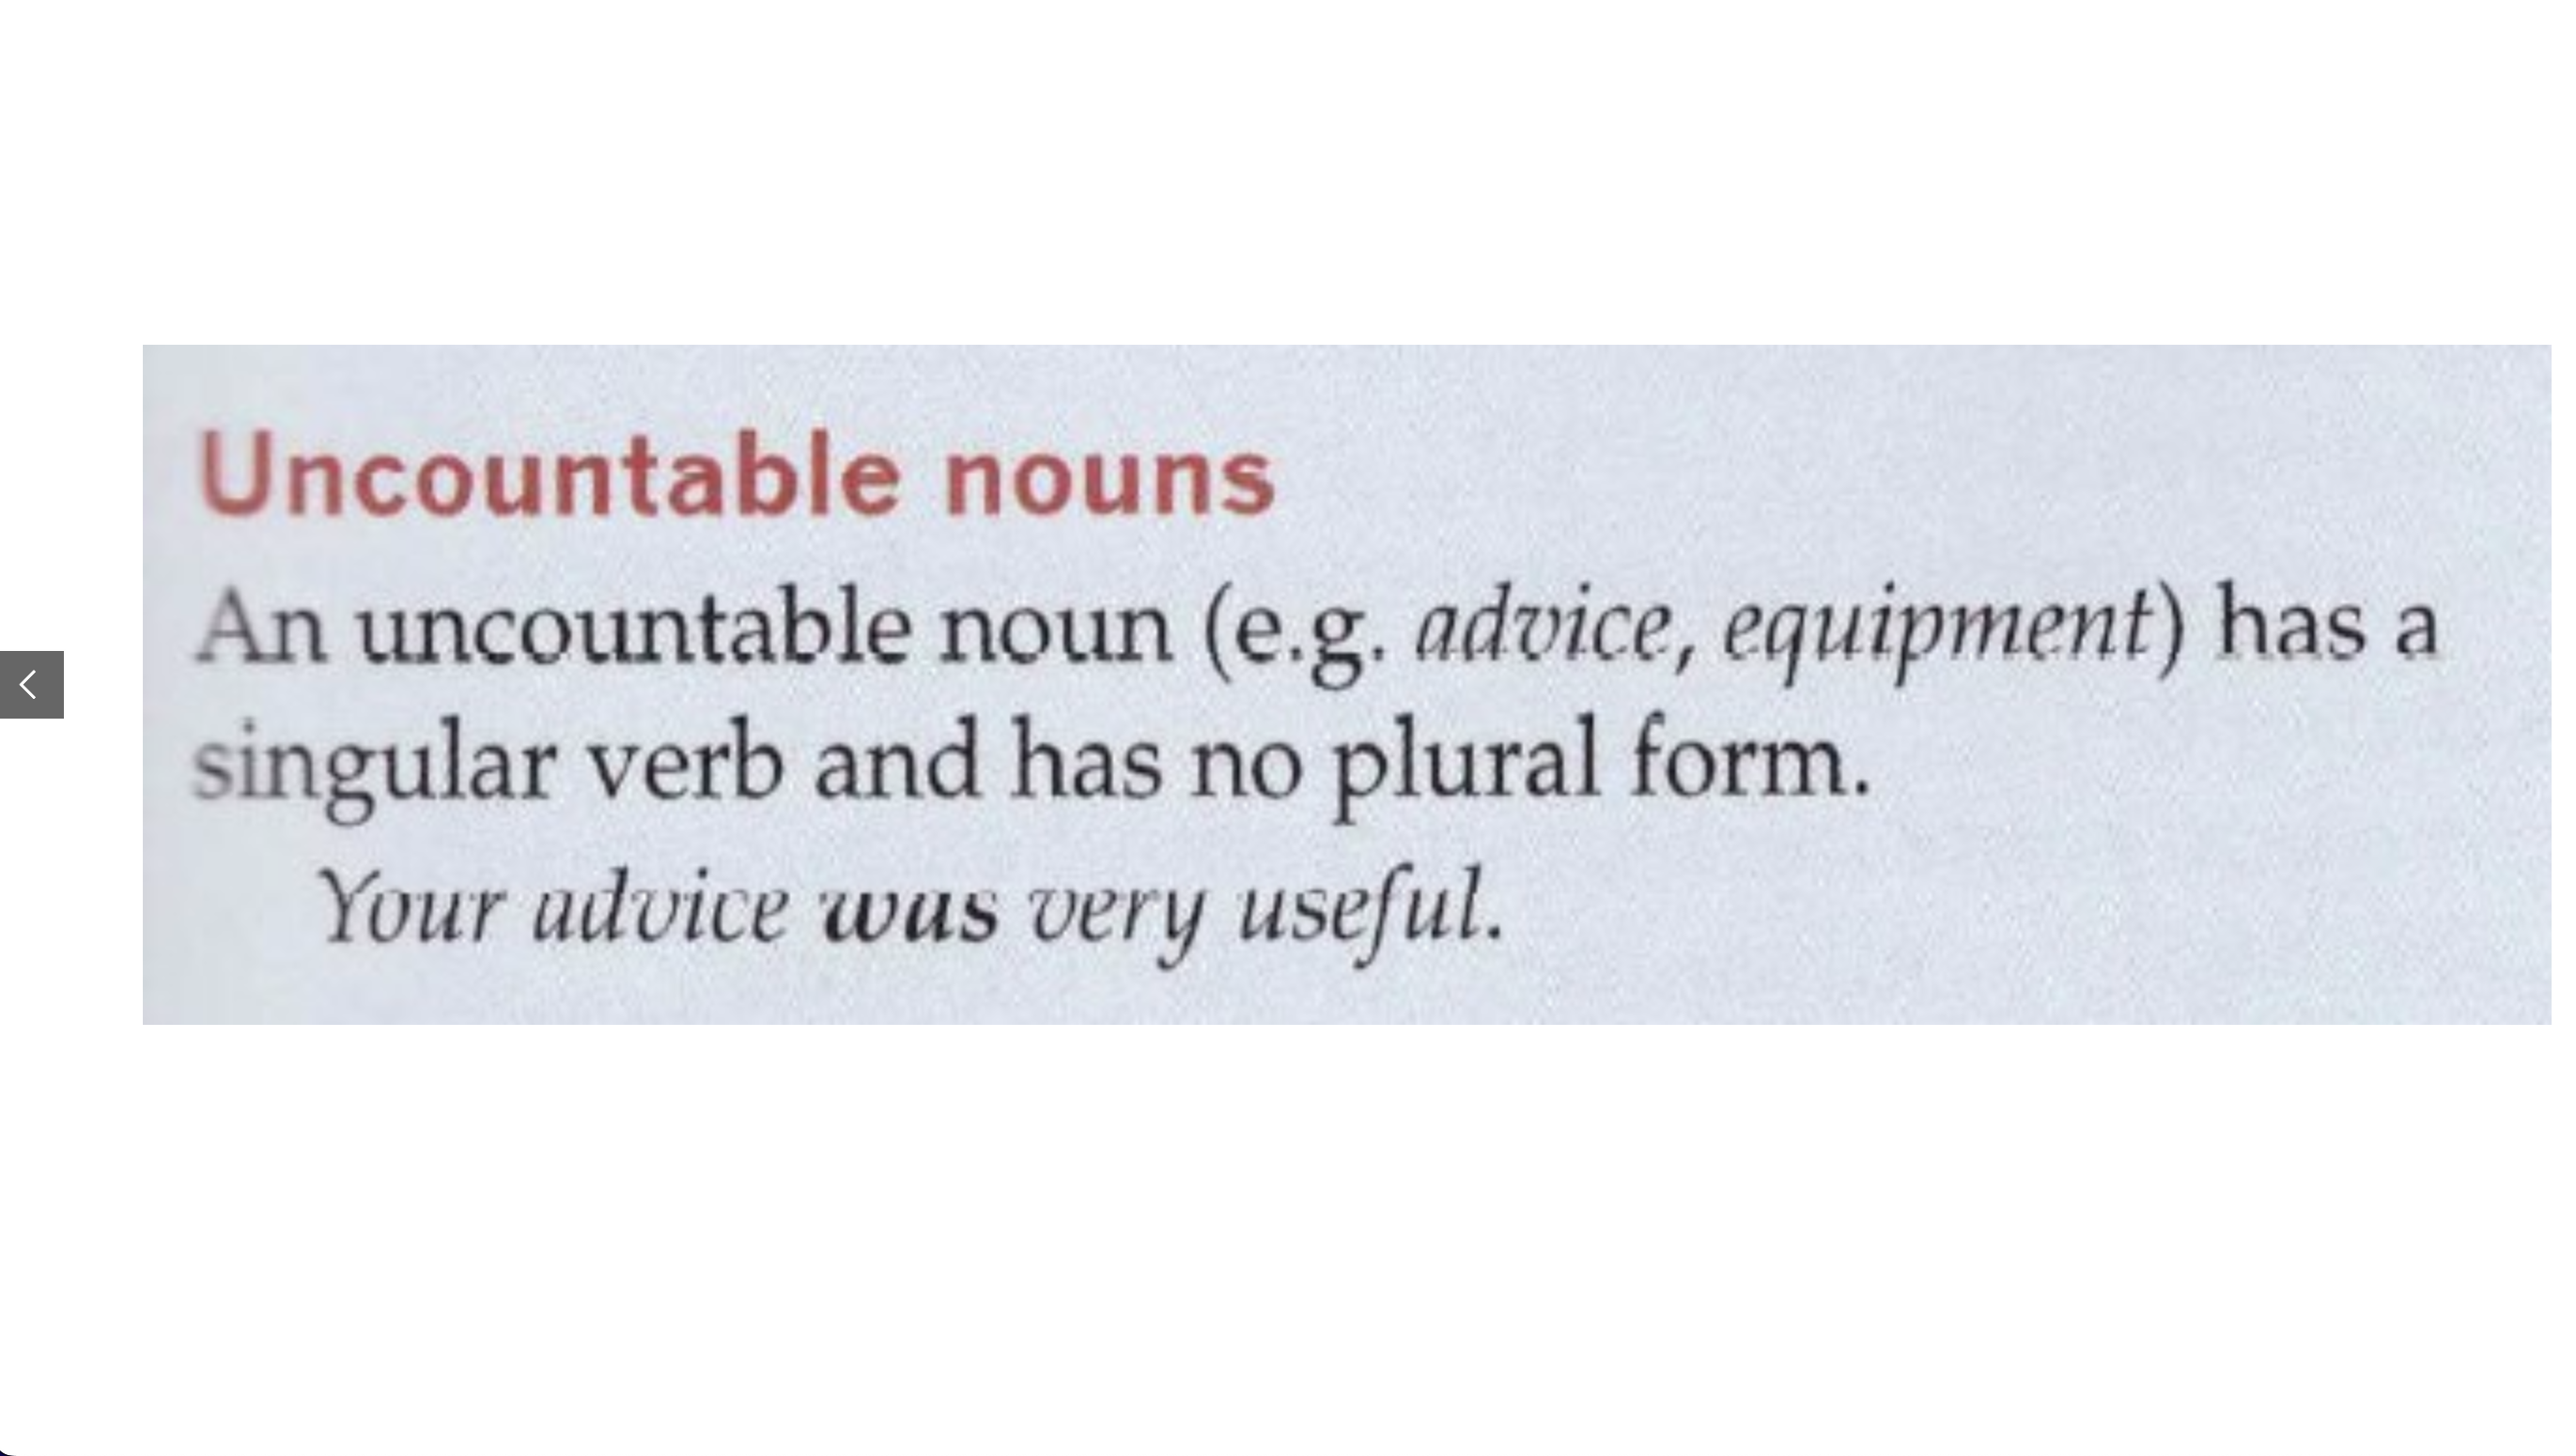 Uncountable nouns
An uncountable noun (e.g. advice, equipment) has a
singular verb and has no plural form.
Your advice was very useful.